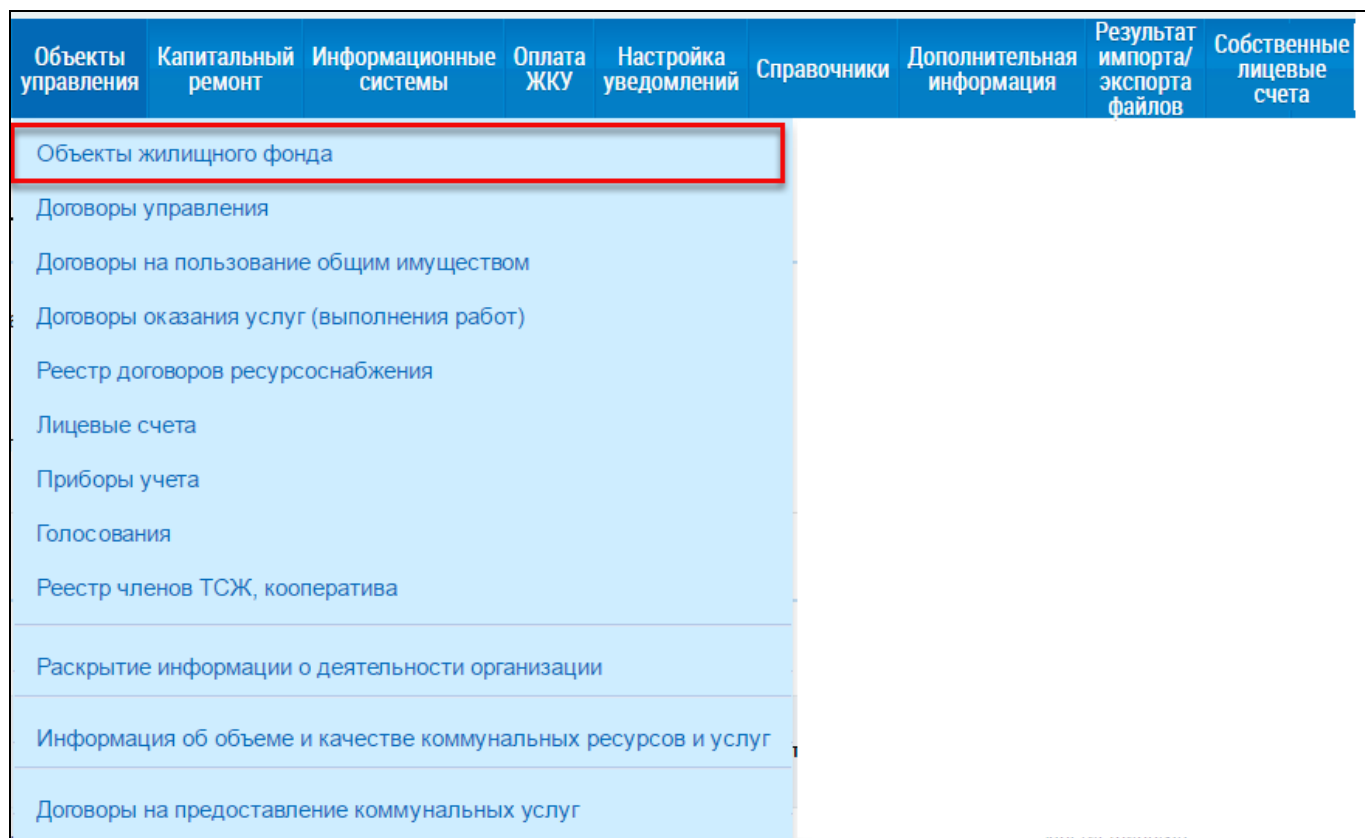 Объекты управления
Капитальный ремонт
Информационные системы
Оплата ЖКУ
Настройка уведомлений
Справочники
Дополнительная информация
Результат импорта/ экспорта файлов
Собственные лицевые счета
Объекты жилищного фонда
Договоры управления
Договоры на пользование общим имуществом
Договоры оказания услуг (выполнения работ)
Реестр договоров ресурсоснабжения
Лицевые счета
Приборы учета
Голосования
Реестр членов ТСЖ, кооператива
Раскрытие информации о деятельности организации
Информация об объеме и качестве коммунальных ресурсов и услуг
Договоры на предоставление коммунальных услуг